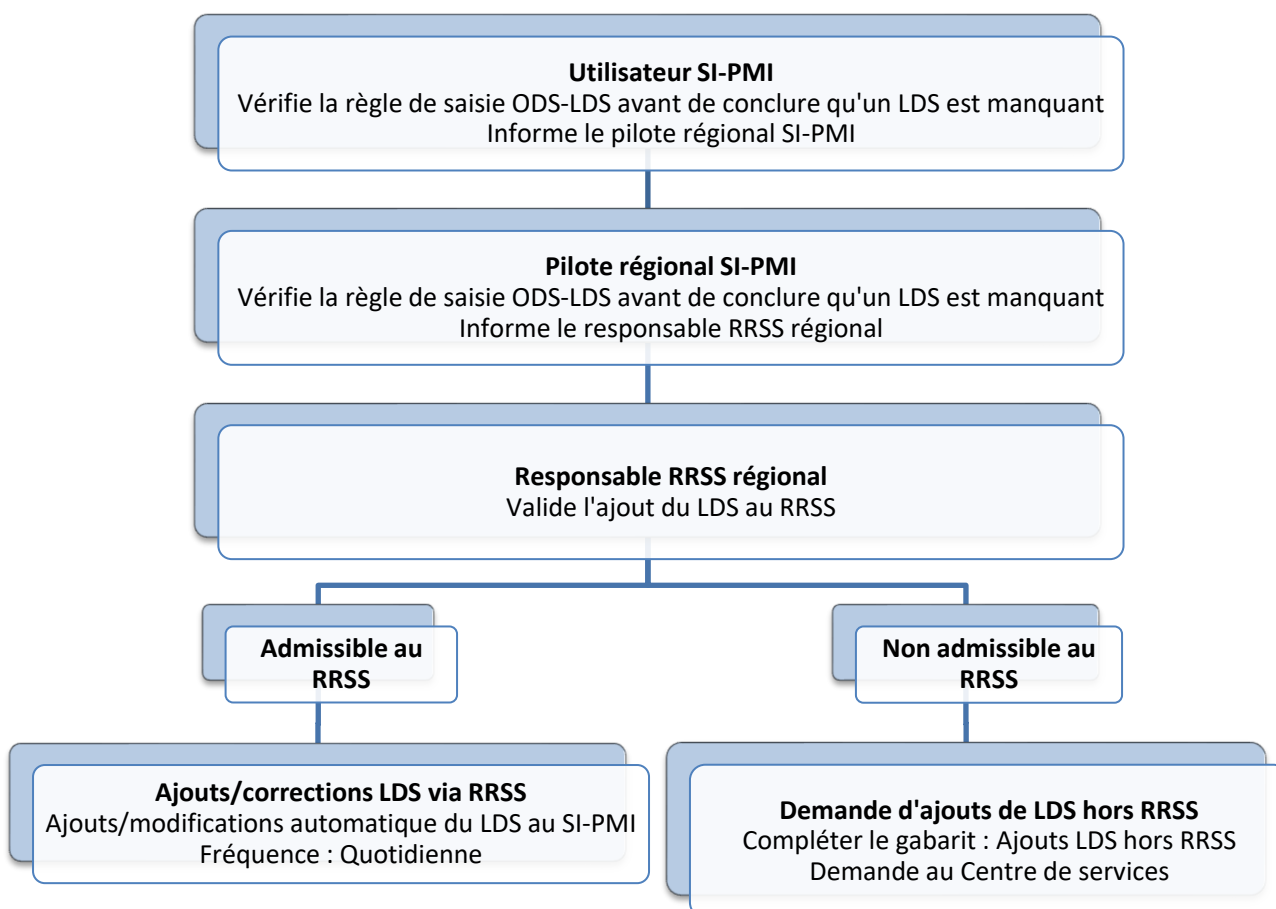 Utilisateur SI-PMI
Vérifie la règle de saisie ODS-LDS avant de conclure qu'un LDS est manquant
Informe le pilote régional SI-PMI
Pilote régional SI-PMI
Vérifie la règle de saisie ODS-LDS avant de conclure qu'un LDS est manquant
Informe le responsable RRSS régional
Responsable RRSS régional
Valide l'ajout du LDS au RRSS
Admissible au
RRSS
Non admissible au
RRSS
Ajouts/corrections LDS via RRSS
Ajouts/modifications automatique du LDS au SI-PMI
Fréquence : Quotidienne
Demande d'ajouts de LDS hors RRSS
Compléter le gabarit : Ajouts LDS hors RRSS
Demande au Centre de services